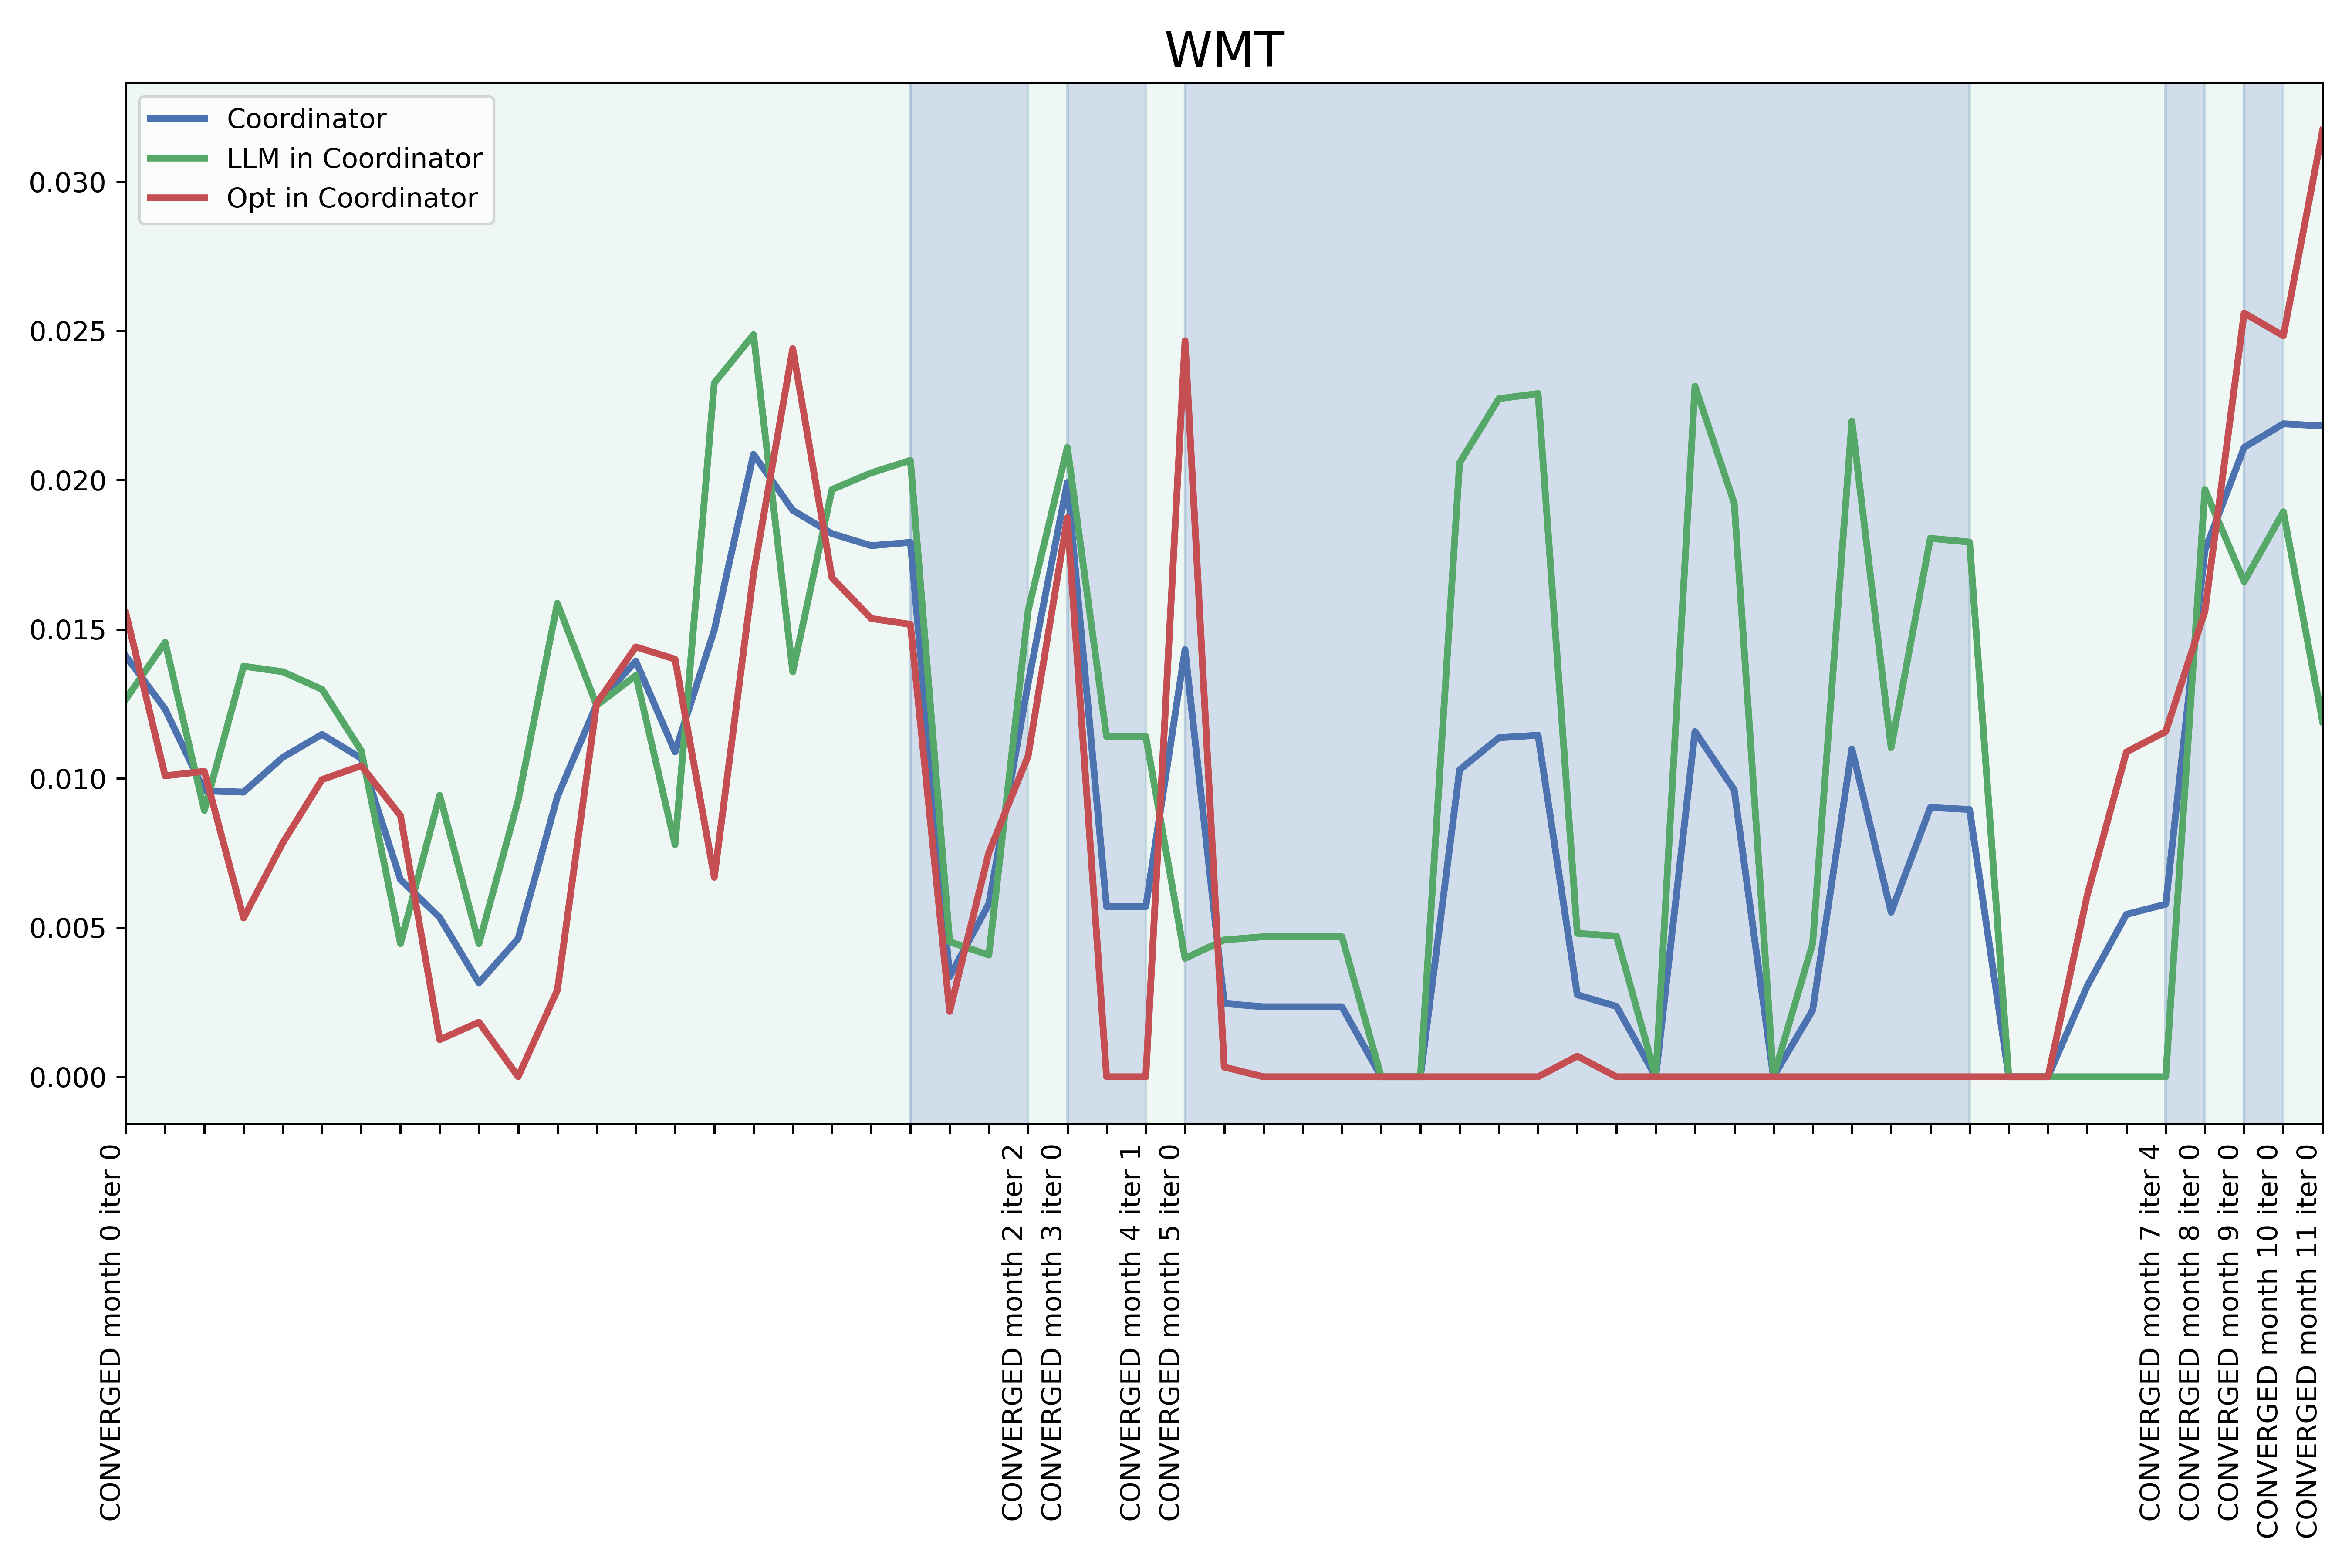 WMT
Coordinator
LLM in Coordinator
Opt in Coordinator
0.030
0.025
0.020
0.015
0.010
0.005
0.000
CONVERGED month 0 iter 0
CONVERGED month 2 iter 2
CONVERGED month 3 iter 0
CONVERGED month 4 iter 1
CONVERGED month 5 iter 0
CONVERGED month 7 iter 4
CONVERGED month 8 iter 0
CONVERGED month 9 iter 0
CONVERGED month 10 iter 0
CONVERGED month 11 iter 0